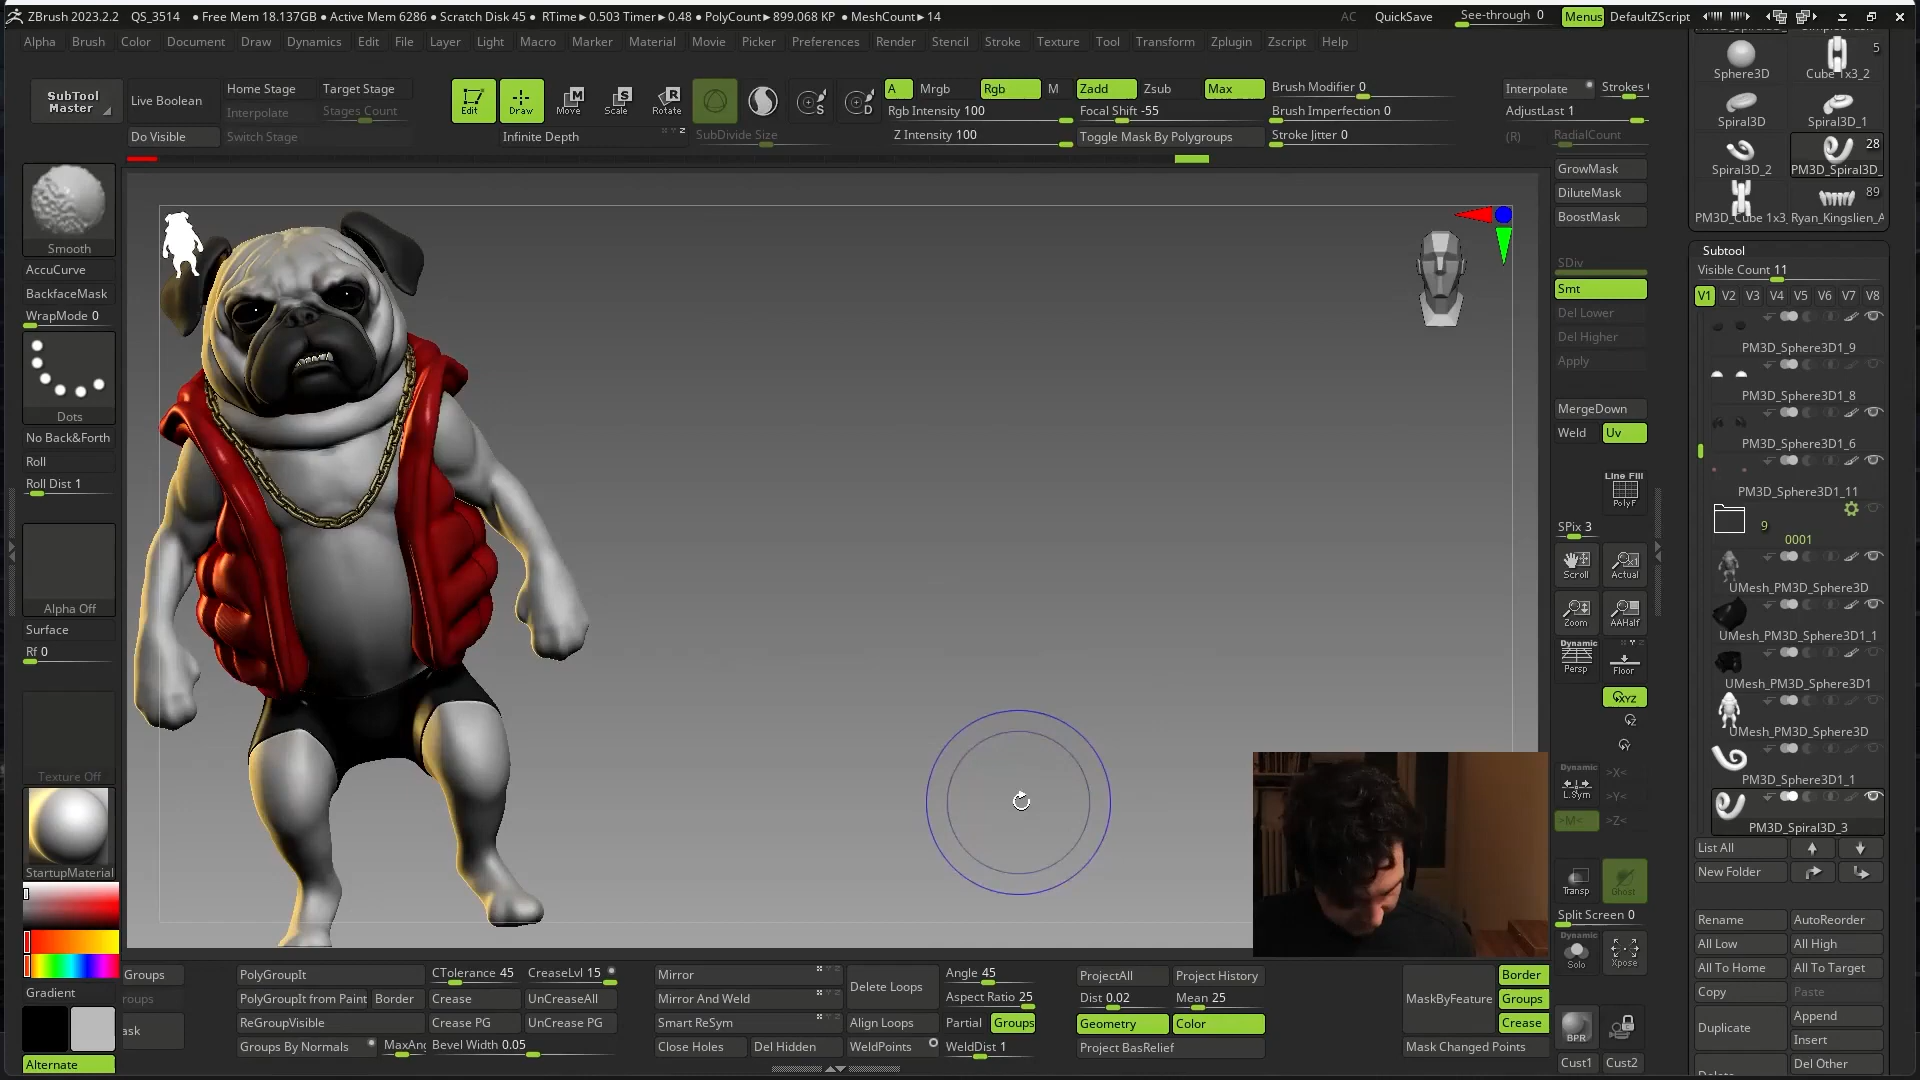 ZBrush 2023.2.2 QS_3514 ● Free Mem 18.137GB ● Active Mem 6286 ● Scratch Disk 45 ● RTime►0.503 Timer►0.48 ● PolyCount►899.068 KP ● MeshCount►14
AC QuickSave See-through 0 Menus DefaultZScript
Alpha Brush Color Document Draw Dynamics Edit File Layer Light Macro Marker Material Movie Picker Preferences Render Stencil Stroke Texture Tool Transform Zplugin Zscript Help
SubTool
Master
Live Boolean
Do Visible
Home Stage Target Stage
Interpolate Stages Count
Switch Stage
Edit Draw Move Scale Rotate
Infinite Depth
SubDivide Size
A Mrgb Rgb M Zadd Zsub Max
Rgb Intensity 100 Focal Shift -55
Z Intensity 100 Toggle Mask By Polygroups
Brush Modifier 0
Brush Imperfection 0
Stroke Jitter 0
Interpolate Strokes
AdjustLast 1
(R) RadialCount
Smooth
AccuCurve
BackfaceMask
WrapMode 0
Dots
No Back&Forth
Roll
Roll Dist 1
Alpha Off
Surface
Rf 0
Texture Off
StartupMaterial
Gradient
Alternate
GrowMask
DiluteMask
BoostMask
SDiv
Smt
Del Lower
Del Higher
Apply
MergeDown
Weld Uv
Line Fill
PolyF
SPix 3
Scroll Actual
Zoom AAHalf
Dynamic
Persp Floor
XYZ
Dynamic
L.Sym
>X<
>Y<
>M< >Z<
Transp Ghost
Split Screen 0
Dynamic
Solo Xpose
BPR
Cust1 Cust2
5
Sphere3D Cube 1x3_2
Spiral3D Spiral3D_1
28
Spiral3D_2 PM3D_Spiral3D_
89
PM3D_Cube 1x3_ Ryan_Kingslien_A
Subtool
Visible Count 11
V1 V2 V3 V4 V5 V6 V7 V8
PM3D_Sphere3D1_9
PM3D_Sphere3D1_8
PM3D_Sphere3D1_6
PM3D_Sphere3D1_11
9
0001
UMesh_PM3D_Sphere3D
UMesh_PM3D_Sphere3D1_1
UMesh_PM3D_Sphere3D1
UMesh_PM3D_Sphere3D
PM3D_Sphere3D1_1
PM3D_Spiral3D_3
List All
New Folder
Rename AutoReorder
All Low All High
All To Home All To Target
Copy Paste
Duplicate Append
Insert
Del Other
Groups
roups
ask
PolyGroupIt
PolyGroupIt from Paint Border
ReGroupVisible
Groups By Normals MaxAng
CTolerance 45 CreaseLvl 15
Crease UnCreaseAll
Crease PG UnCrease PG
Bevel Width 0.05
Mirror
Mirror And Weld
Smart ReSym
Close Holes Del Hidden
Delete Loops
Align Loops
WeldPoints
Angle 45
Aspect Ratio 25
Partial Groups
WeldDist 1
ProjectAll Project History
Dist 0.02 Mean 25
Geometry Color
Project BasRelief
MaskByFeature
Border
Groups
Crease
Mask Changed Points